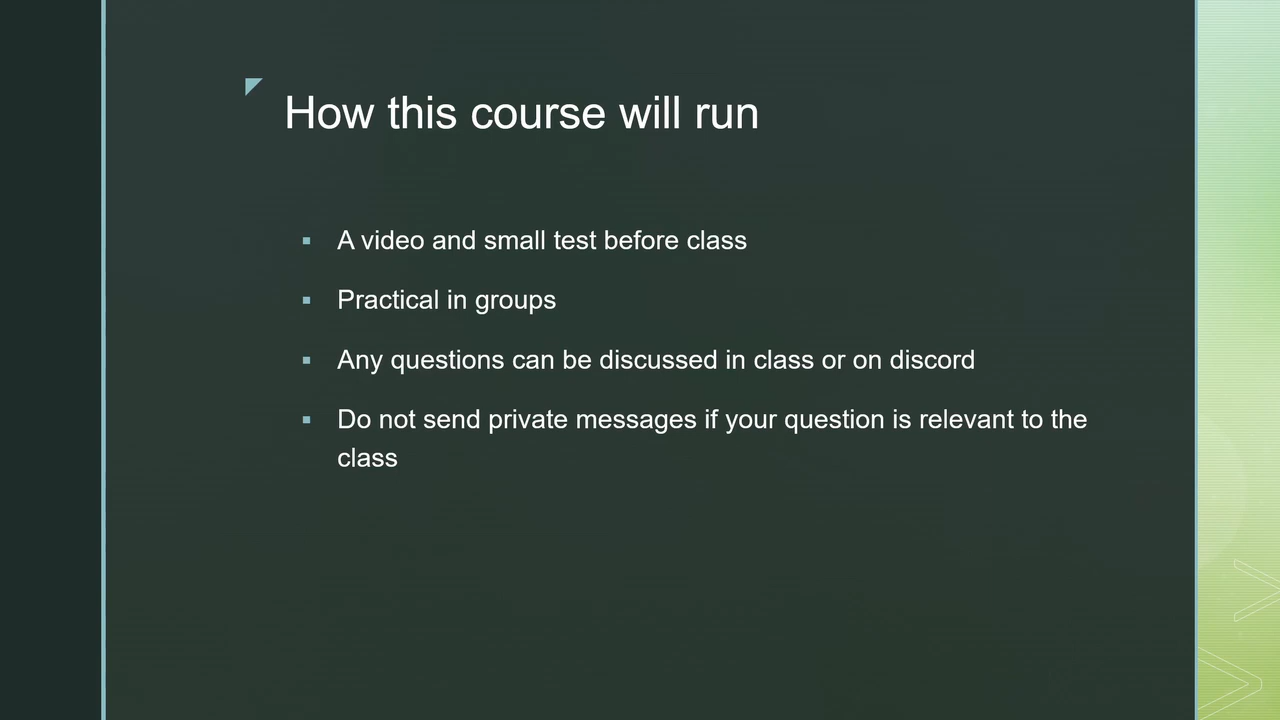 How this course will run
A video and small test before class
Practical in groups
Any questions can be discussed in class or on discord
Do not send private messages if your question is relevant to the
class